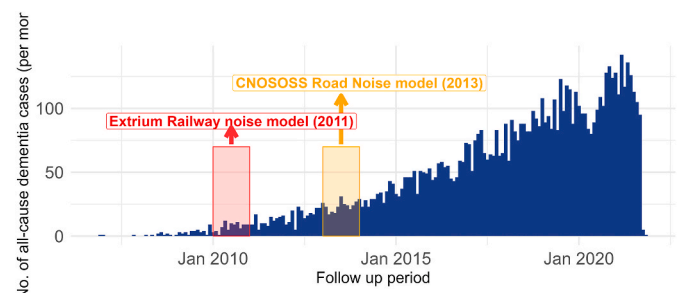 No. of all-cause dementia cases (per mor
CNOSOSS Road Noise model (2013)
Extrium Railway noise model (2011)
100
50
0
Jan 2010
Jan 2015
Jan 2020
Follow up period